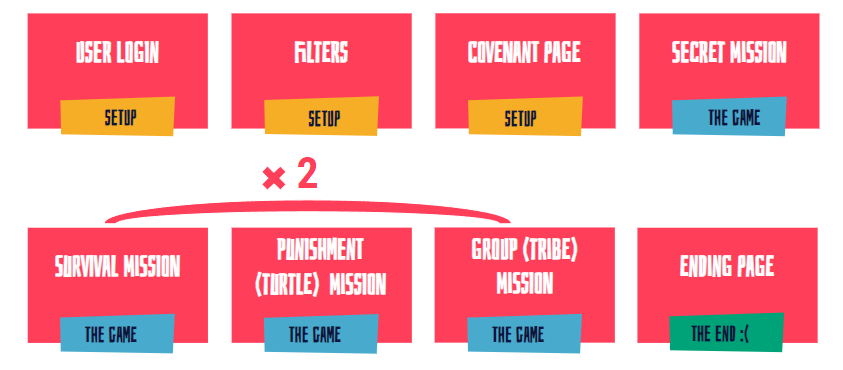 USER LOGIN
FILTERS
COVENANT PAGE
SECRET MISSION
SETUP
SETUP
SETUP
THE GAME
× 2
SURVIVAL MISSION
PUNISHMENT
(TURTLE) MISSION
GROUP (TRIBE)
MISSION
ENDING PAGE
THE GAME
THE GAME
THE GAME
THE END :(